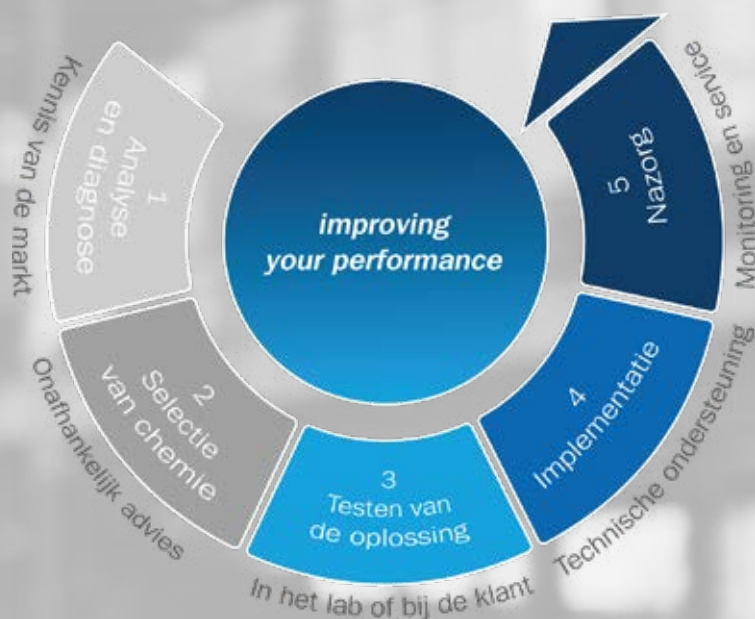 improving
your performance
Kennis van de markt
1
Analyse
en diagnose
Onafhankelijk advies
2
Selectie
van chemie
3
Testen van
de oplossing
In het lab of bij de klant
4
Implementatie
Technische ondersteuning
5
Nazorg
Monitoring en service